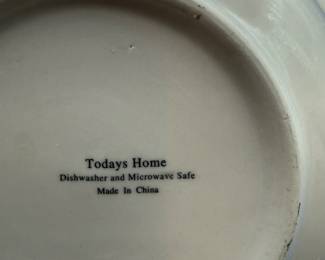 Todays Home
Dishwasher and Microwave Safe
Made In China